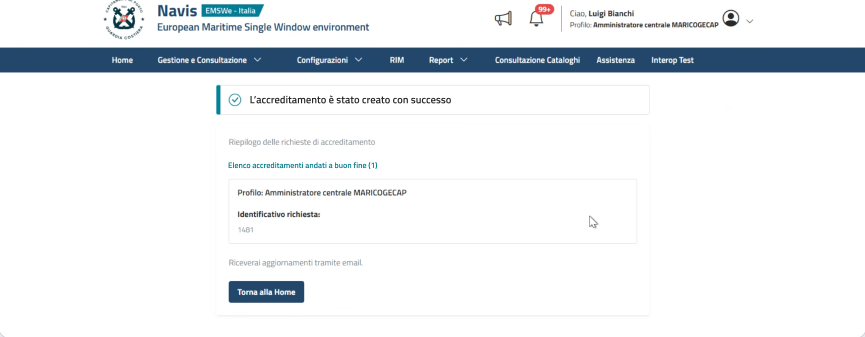 Navis EMSWe - Italia
European Maritime Single Window environment
99+
Ciao, Luigi Bianchi
Profilo: Amministratore centrale MARICOGECAP
GUARDIA COSTIERA
Home Gestione e Consultazione Configurazioni RIM Report Consultazione Cataloghi Assistenza Interop Test
L'accreditamento è stato creato con successo
Riepilogo delle richieste di accreditamento
Elenco accreditamenti andati a buon fine (1)
Profilo: Amministratore centrale MARICOGECAP
Identificativo richiesta:
1481
Riceverai aggiornamenti tramite email.
Torna alla Home